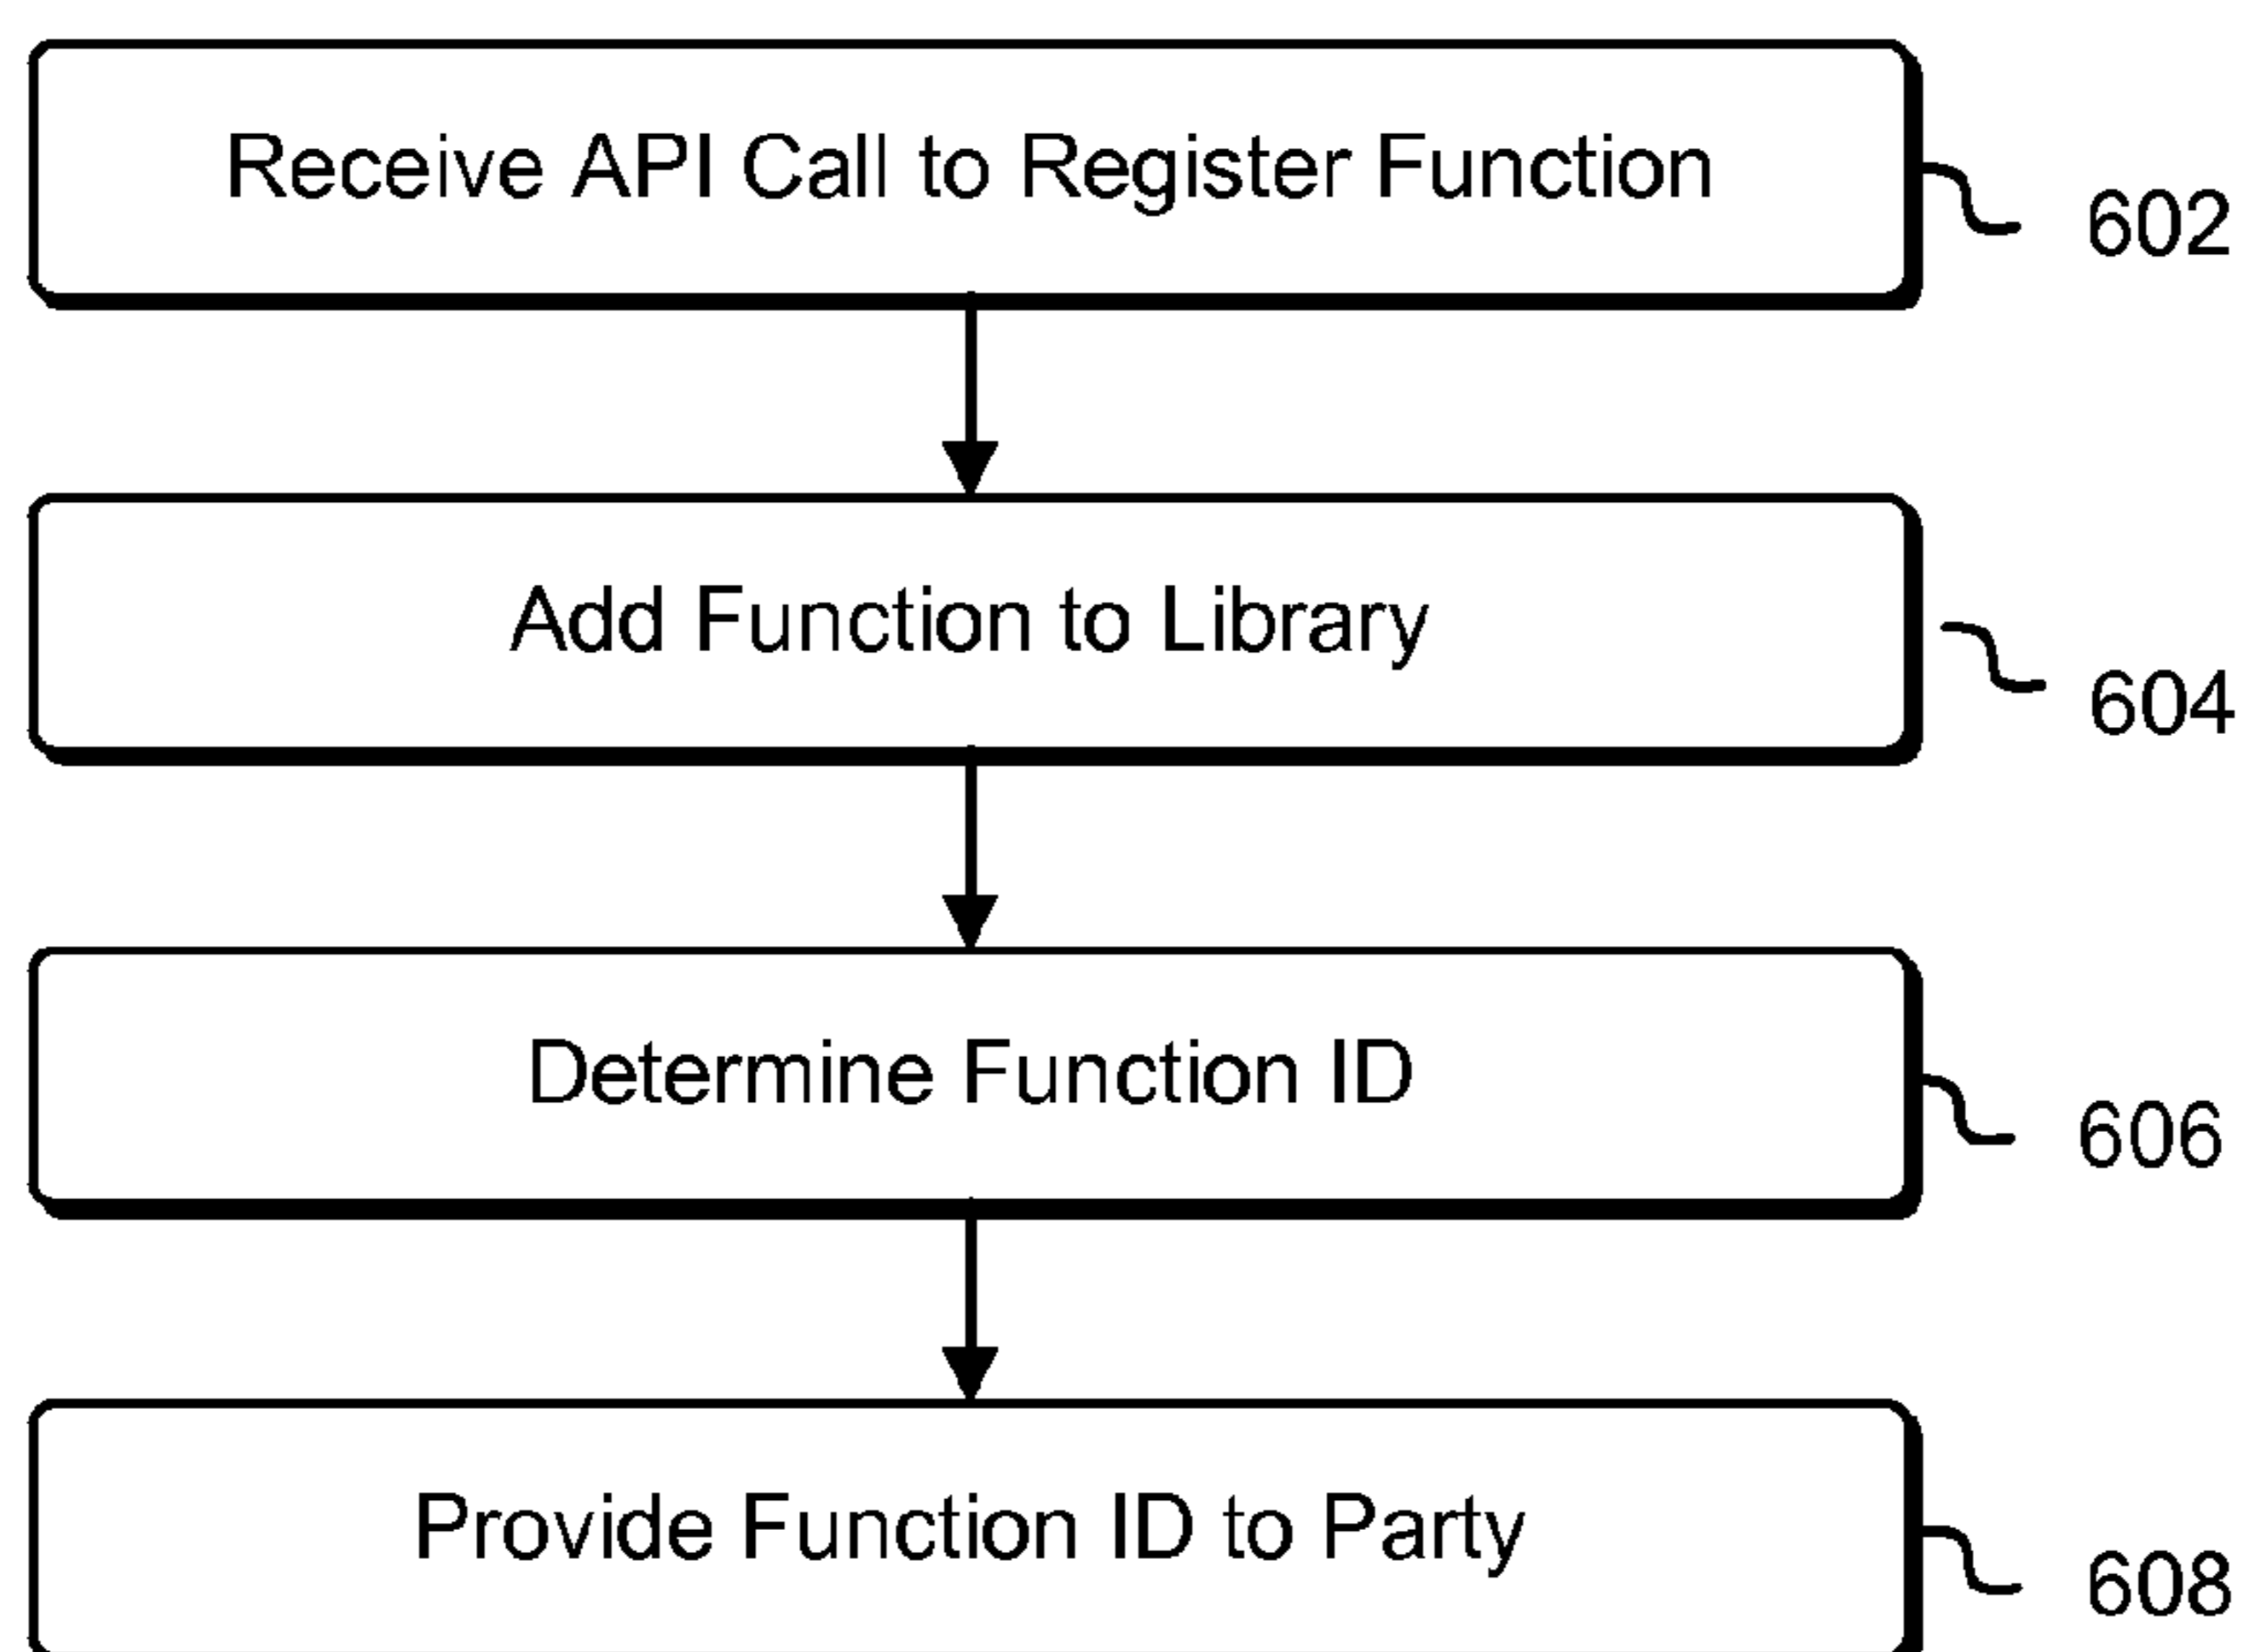 Receive API Call to Register Function
602
Add Function to Library
604
Determine Function ID
606
Provide Function ID to Party
608